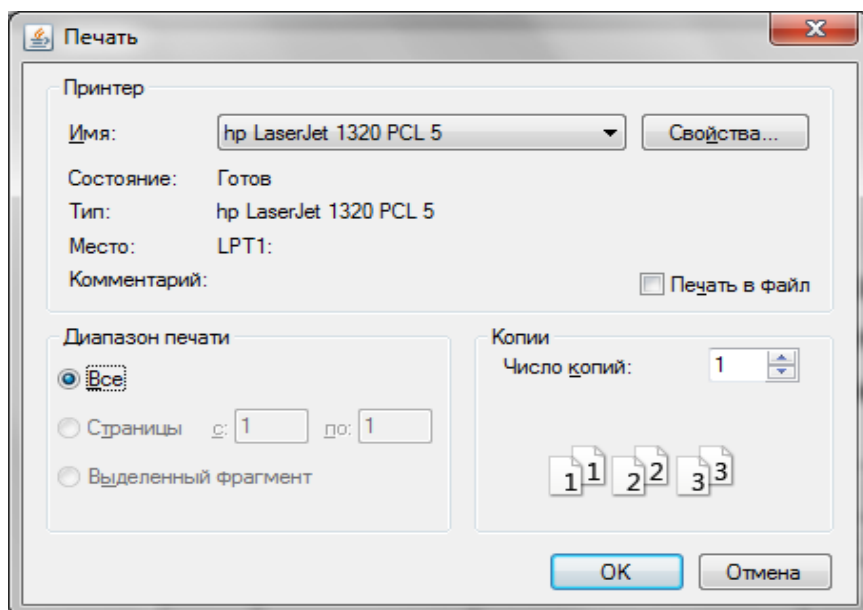 Печать
Принтер
Имя: hp LaserJet 1320 PCL 5 Свойства...
Состояние: Готов
Тип: hp LaserJet 1320 PCL 5
Место: LPT1:
Комментарий: Печать в файл
Диапазон печати Копии
Все Число копий: 1
Страницы с: 1 по: 1
Выделенный фрагмент 1 1 2 2 3 3
OK Отмена